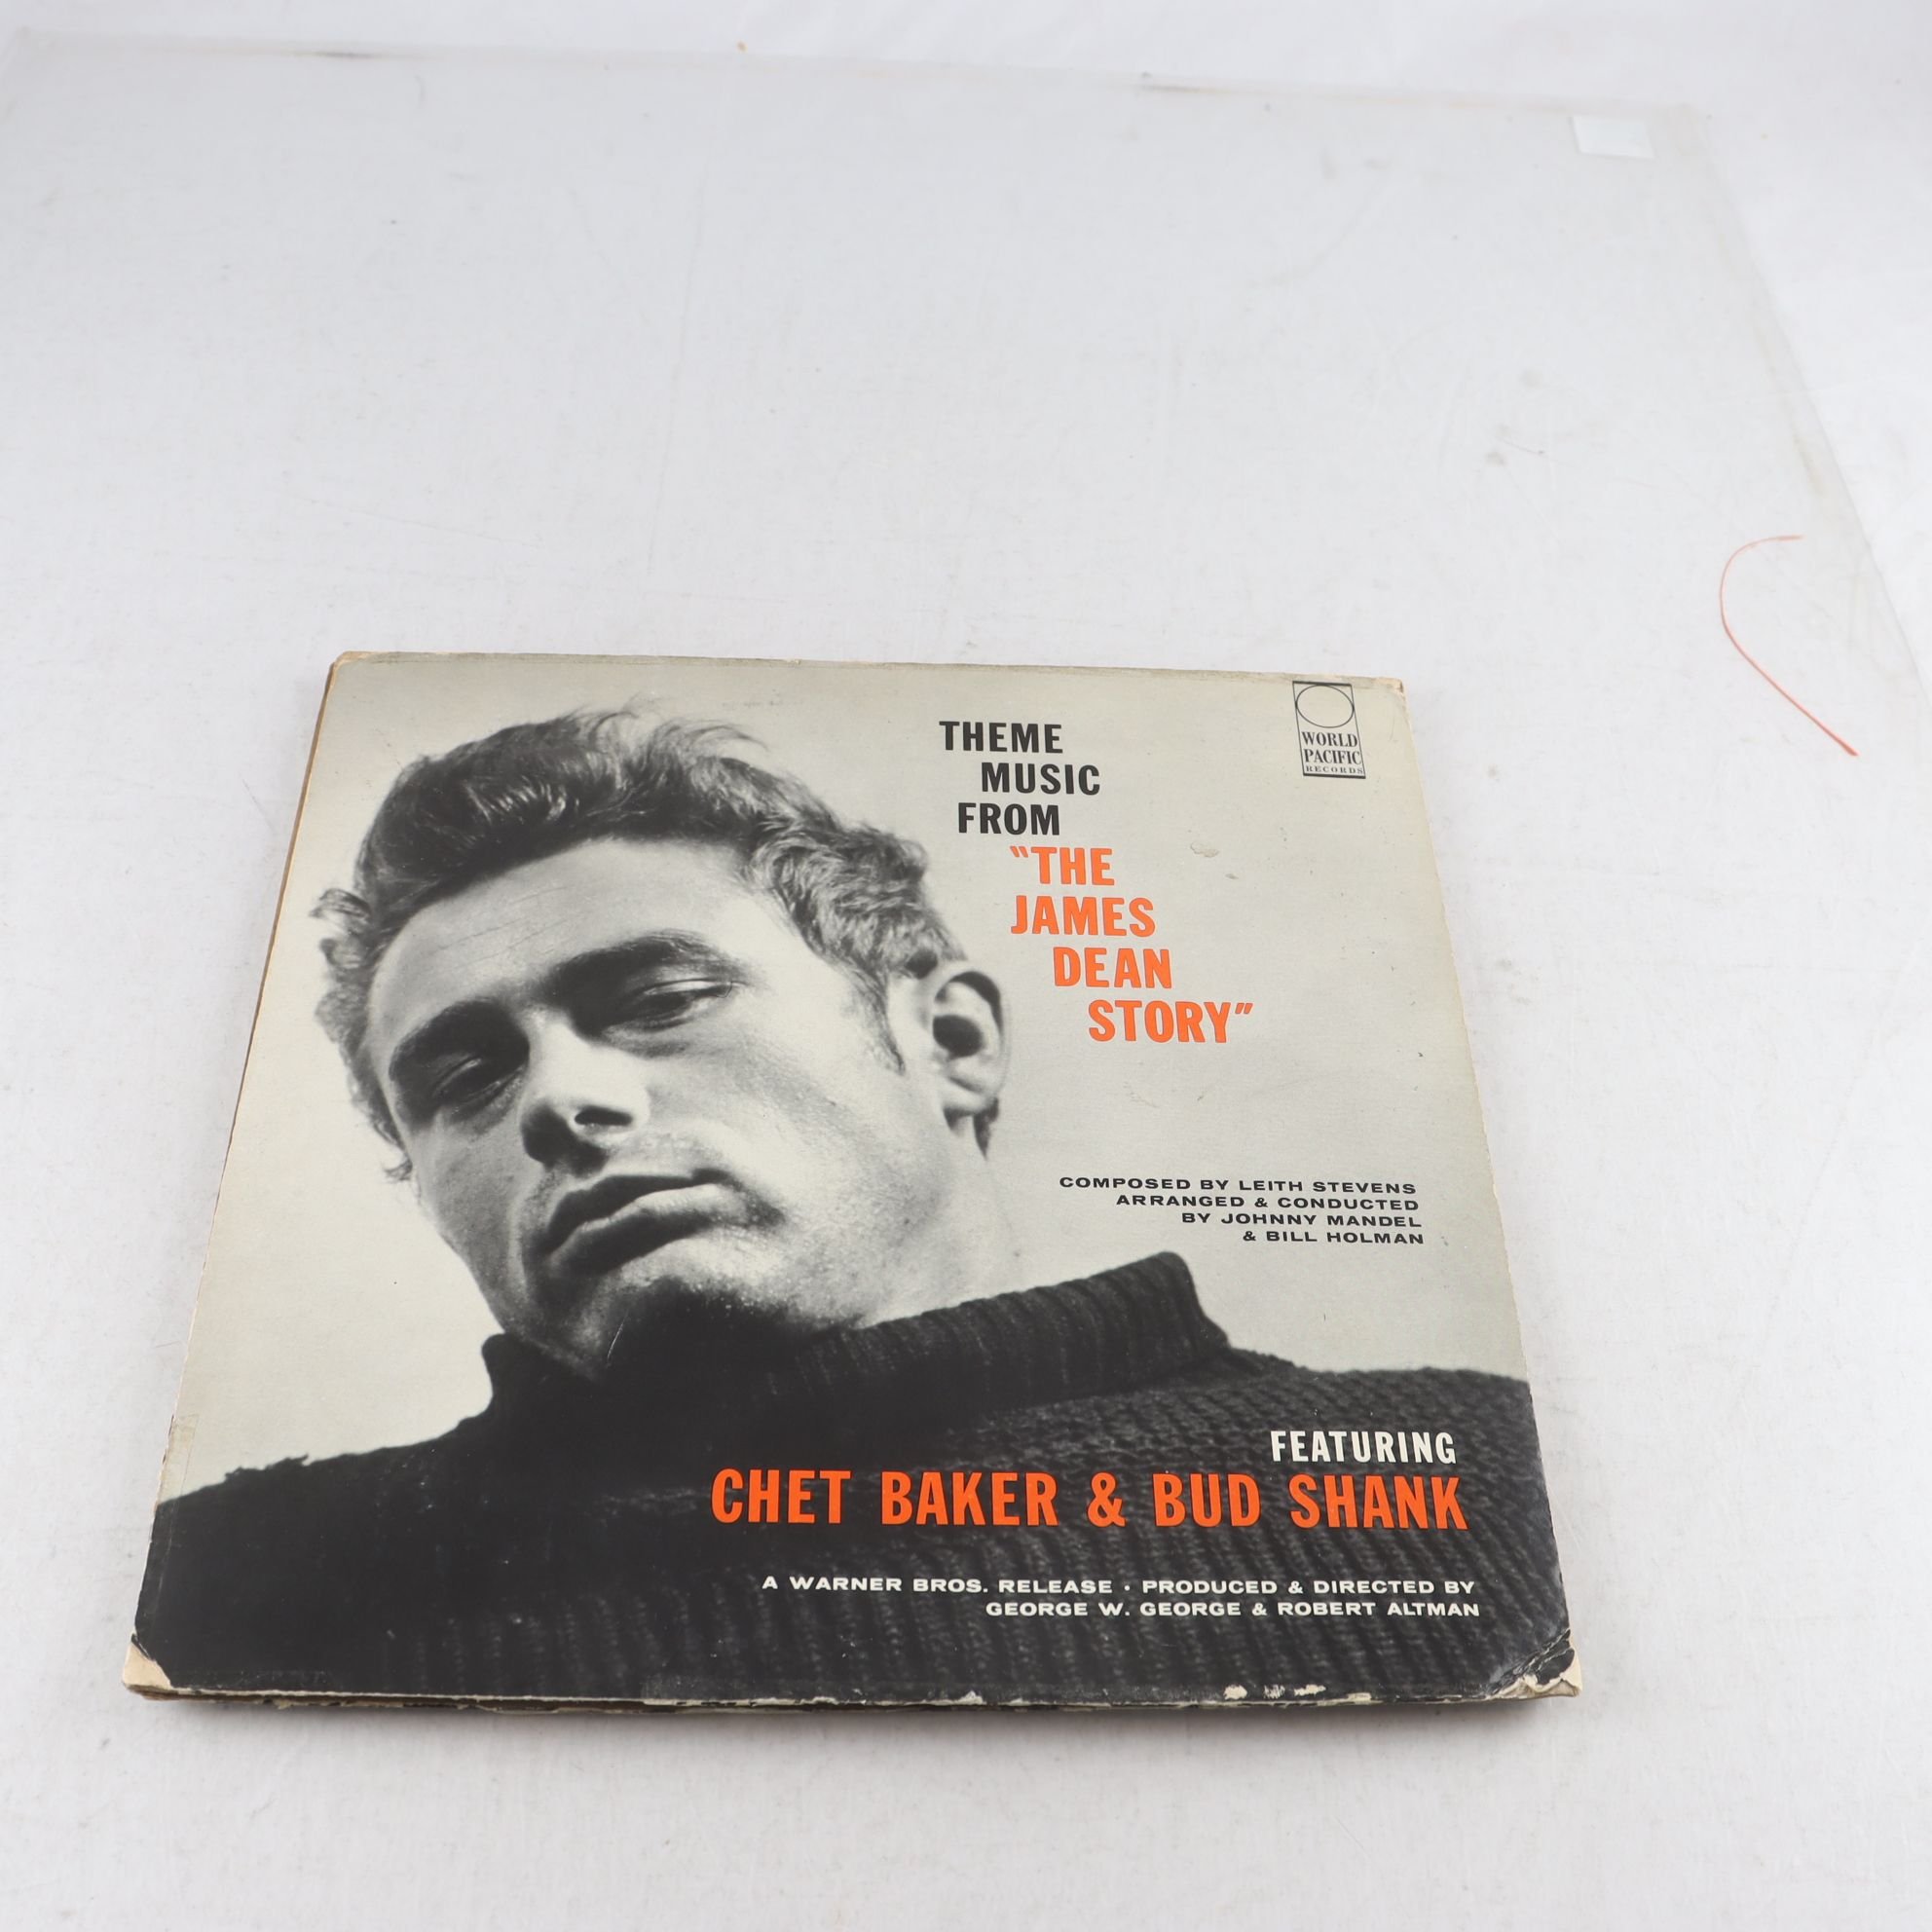 THEME
MUSIC
FROM
"THE
JAMES
DEAN
STORY"
WORLD
PACIFIC
RECORDS
COMPOSED BY LEITH STEVENS
ARRANGED & CONDUCTED
BY JOHNNY MANDEL
& BILL HOLMAN
FEATURING
CHET BAKER & BUD SHANK
A WARNER BROS. RELEASE • PRODUCED & DIRECTED BY
GEORGE W. GEORGE & ROBERT ALTMAN